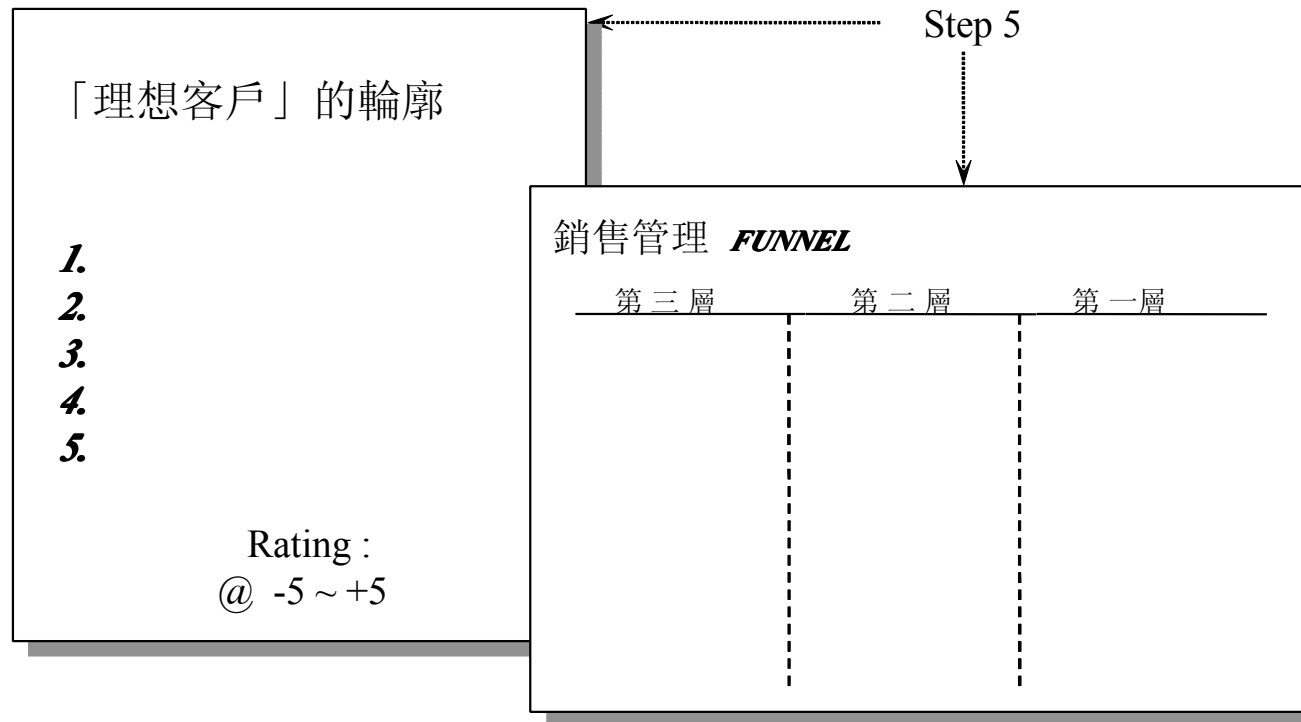 Step 5
「理想客戶」的輪廓
1.
2.
3.
4.
5.
Rating :
@ -5 ~ +5
銷售管理 FUNNEL
第三層 第二層 第一層